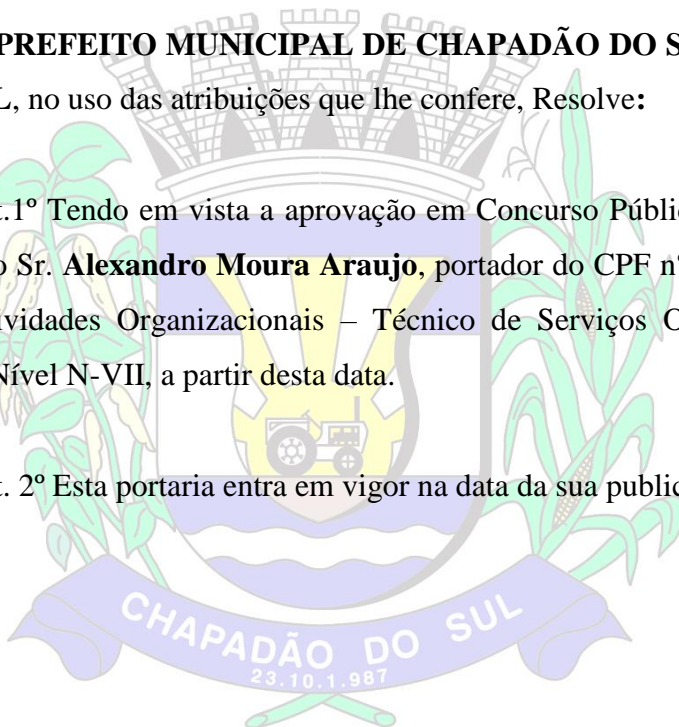 PREFEITO MUNICIPAL DE CHAPADÃO DO S
L, no uso das atribuições que lhe confere, Resolve:
t.1º Tendo em vista a aprovação em Concurso Públic
o Sr. Alexandro Moura Araujo, portador do CPF nº
ividades Organizacionais – Técnico de Serviços O
Nível N-VII, a partir desta data.
t. 2º Esta portaria entra em vigor na data da sua public
CHAPADÃO DO SUL
23.10.1.987